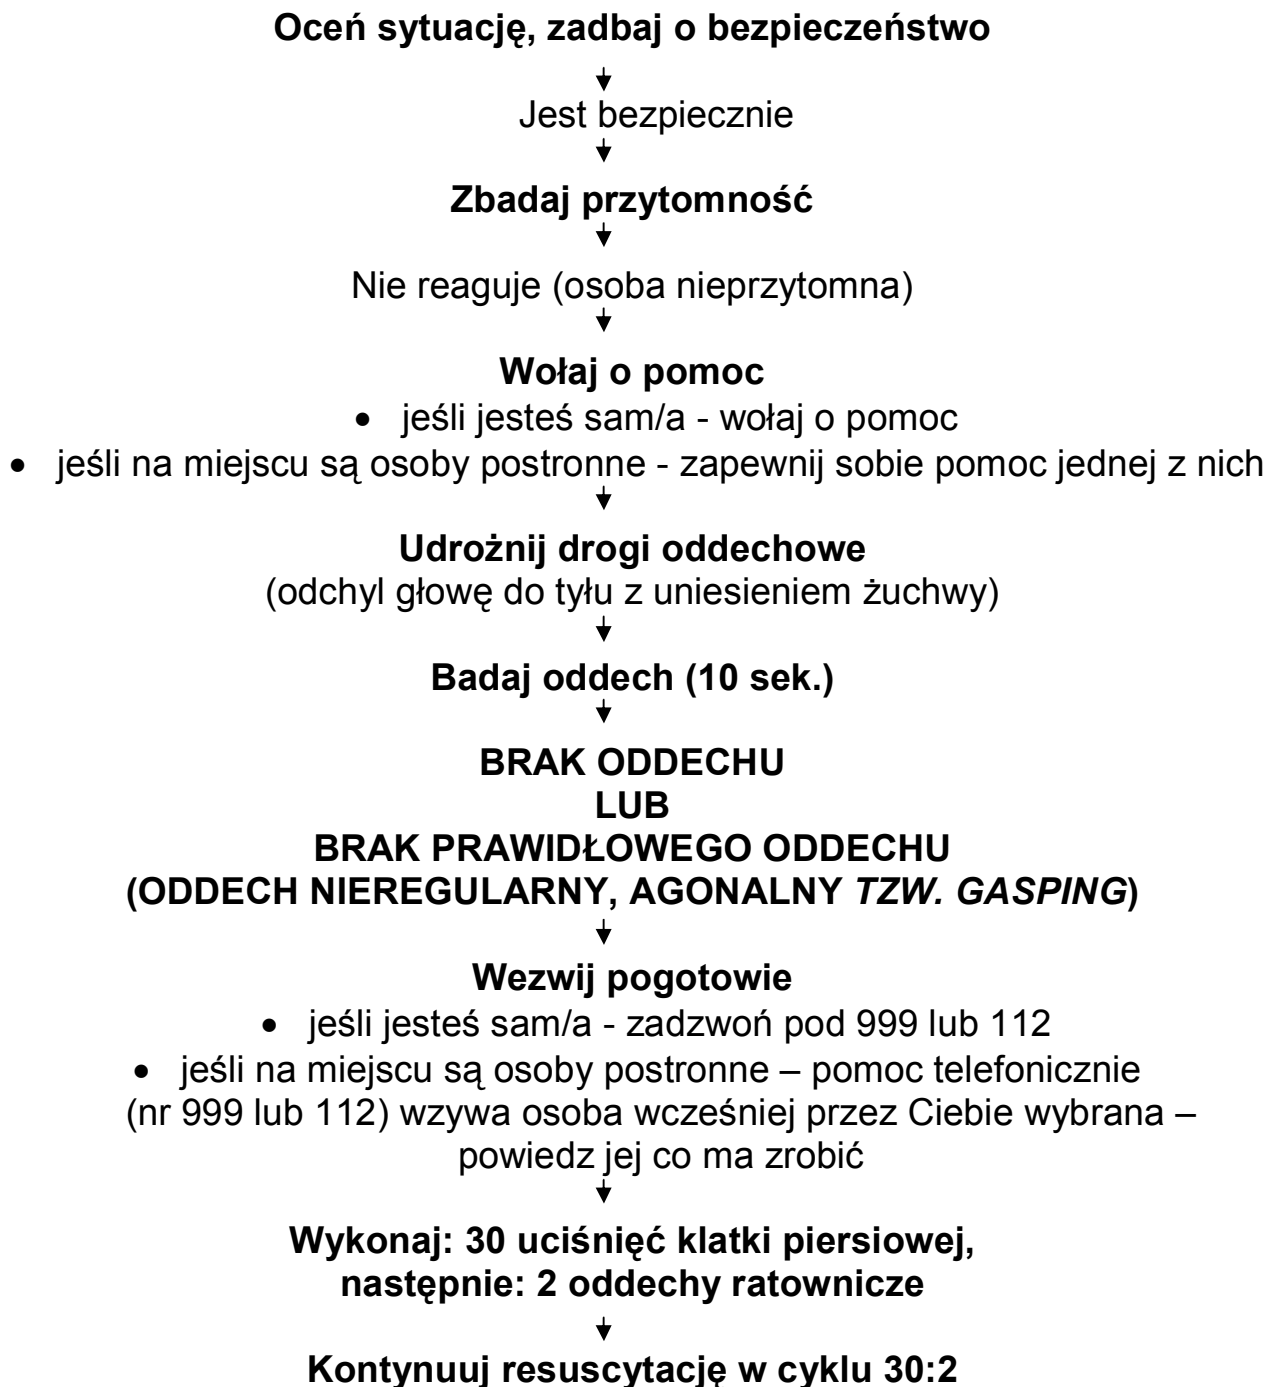 Oceń sytuację, zadbaj o bezpieczeństwo
Jest bezpiecznie
Zbadaj przytomność
Nie reaguje (osoba nieprzytomna)
Wołaj o pomoc
• jeśli jesteś sam/a - wołaj o pomoc
• jeśli na miejscu są osoby postronne - zapewnij sobie pomoc jednej z nich
Udrożnij drogi oddechowe
(odchyl głowę do tyłu z uniesieniem żuchwy)
Badaj oddech (10 sek.)
BRAK ODDECHU
LUB
BRAK PRAWIDŁOWEGO ODDECHU
(ODDECH NIEREGULARNY, AGONALNY TZW. GASPING)
Wezwij pogotowie
• jeśli jesteś sam/a - zadzwoń pod 999 lub 112
• jeśli na miejscu są osoby postronne – pomoc telefonicznie
(nr 999 lub 112) wzywa osoba wcześniej przez Ciebie wybrana –
powiedz jej co ma zrobić
Wykonaj: 30 uciśnięć klatki piersiowej,
następnie: 2 oddechy ratownicze
Kontynuuj resuscytację w cyklu 30:2